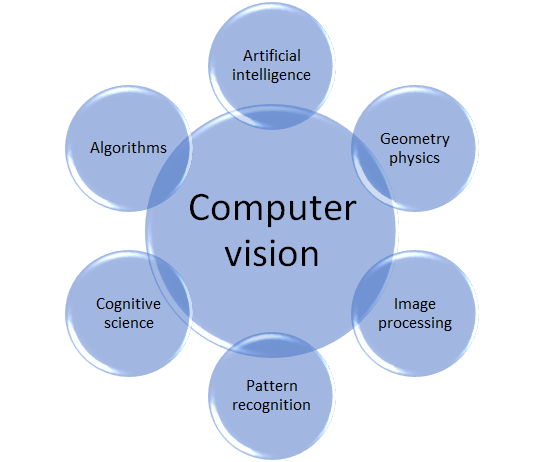 Artificial
intelligence
Geometry
physics
Algorithms
Computer
vision
Cognitive
science
Image
processing
Pattern
recognition